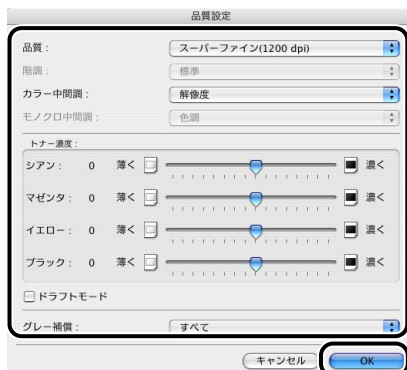 品質設定
品質： スーパーファイン(1200 dpi)
階調： 標準
カラー中間調： 解像度
モノクロ中間調： 色調
トナー濃度：
シアン： 0 薄く 濃く
マゼンタ： 0 薄く 濃く
イエロー： 0 薄く 濃く
ブラック： 0 薄く 濃く
ドラフトモード
グレー補償： すべて
キャンセル OK